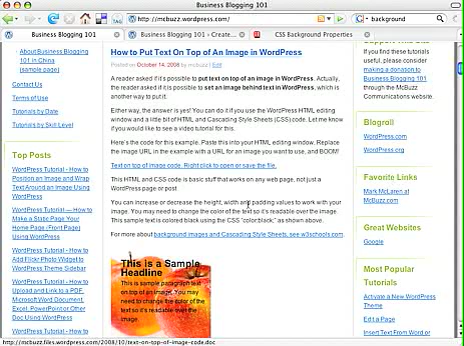 Business Blogging 101
http://mcbuzz.wordpress.com/
background
Business Blogging 101
Business Blogging 101 › Create...
CSS Background Properties
About Business
Blogging 101
in China
(sample page)
Contact Us
Terms of Use
Tutorials by Date
Tutorials by Skill Level
Top Posts
WordPress Tutorial - How to
Position an Image and Wrap
Text Around an Image Using
WordPress
WordPress Tutorial — How to
Make a Static Page Your
Home Page (Front Page)
Using WordPress
WordPress Tutorial - How to
Add Flickr Photo Widget to
WordPress Theme Sidebar
WordPress Tutorial - How to
Upload and Link to a PDF,
Microsoft Word Document,
Excel, PowerPoint or Other
Doc Using WordPress
WordPress Tutorial - How to
How to Put Text On Top of An Image in WordPress
Posted on October 14, 2008 by mcbuzz | Edit
A reader asked if it's possible to put text on top of an image in WordPress. Actually,
the reader asked if it's possible to set an image behind text in WordPress, which is
another way to put it.
Either way, the answer is yes! You can do it if you use the WordPress HTML editing
window and a little bit of HTML and Cascading Style Sheets (CSS) code. Let me know
if you would like to see a video tutorial for this.
Here's the code for this example. Paste this into your HTML editing window. Replace
the image URL in the example with a URL for an image you want to use, and BOOM!
Text on top of image code. Right click to open or save the file.
This HTML and CSS code is basic stuff that works on any web page, not just a
WordPress page or post
You can increase or decrease the height, width and padding values to work with your
image. You may need to change the color of the text so it's readable over the image.
This sample text is colored black using the CSS "color:black;" as shown above.
For more about background images and Cascading Style Sheets, see w3schools.com.
This is a Sample
Headline
This is sample paragraph text
on top of an image. You may
need to change the color of the
text so it's readable over the
image.
Support This Site
If you find these
tutorials useful,
please consider
making a donation to
Business Blogging 101
through the McBuzz
Communications website.
Blogroll
WordPress.com
WordPress.org
Favorite Links
Mark McLaren at
McBuzz.com
Great Sites
Google
Most Popular
Tutorials
Activate a New
WordPress Theme
Edit a Page
Insert Text From Word or
http://mcbuzz.files.wordpress.com/2008/10/text-on-top-of-image-code.doc